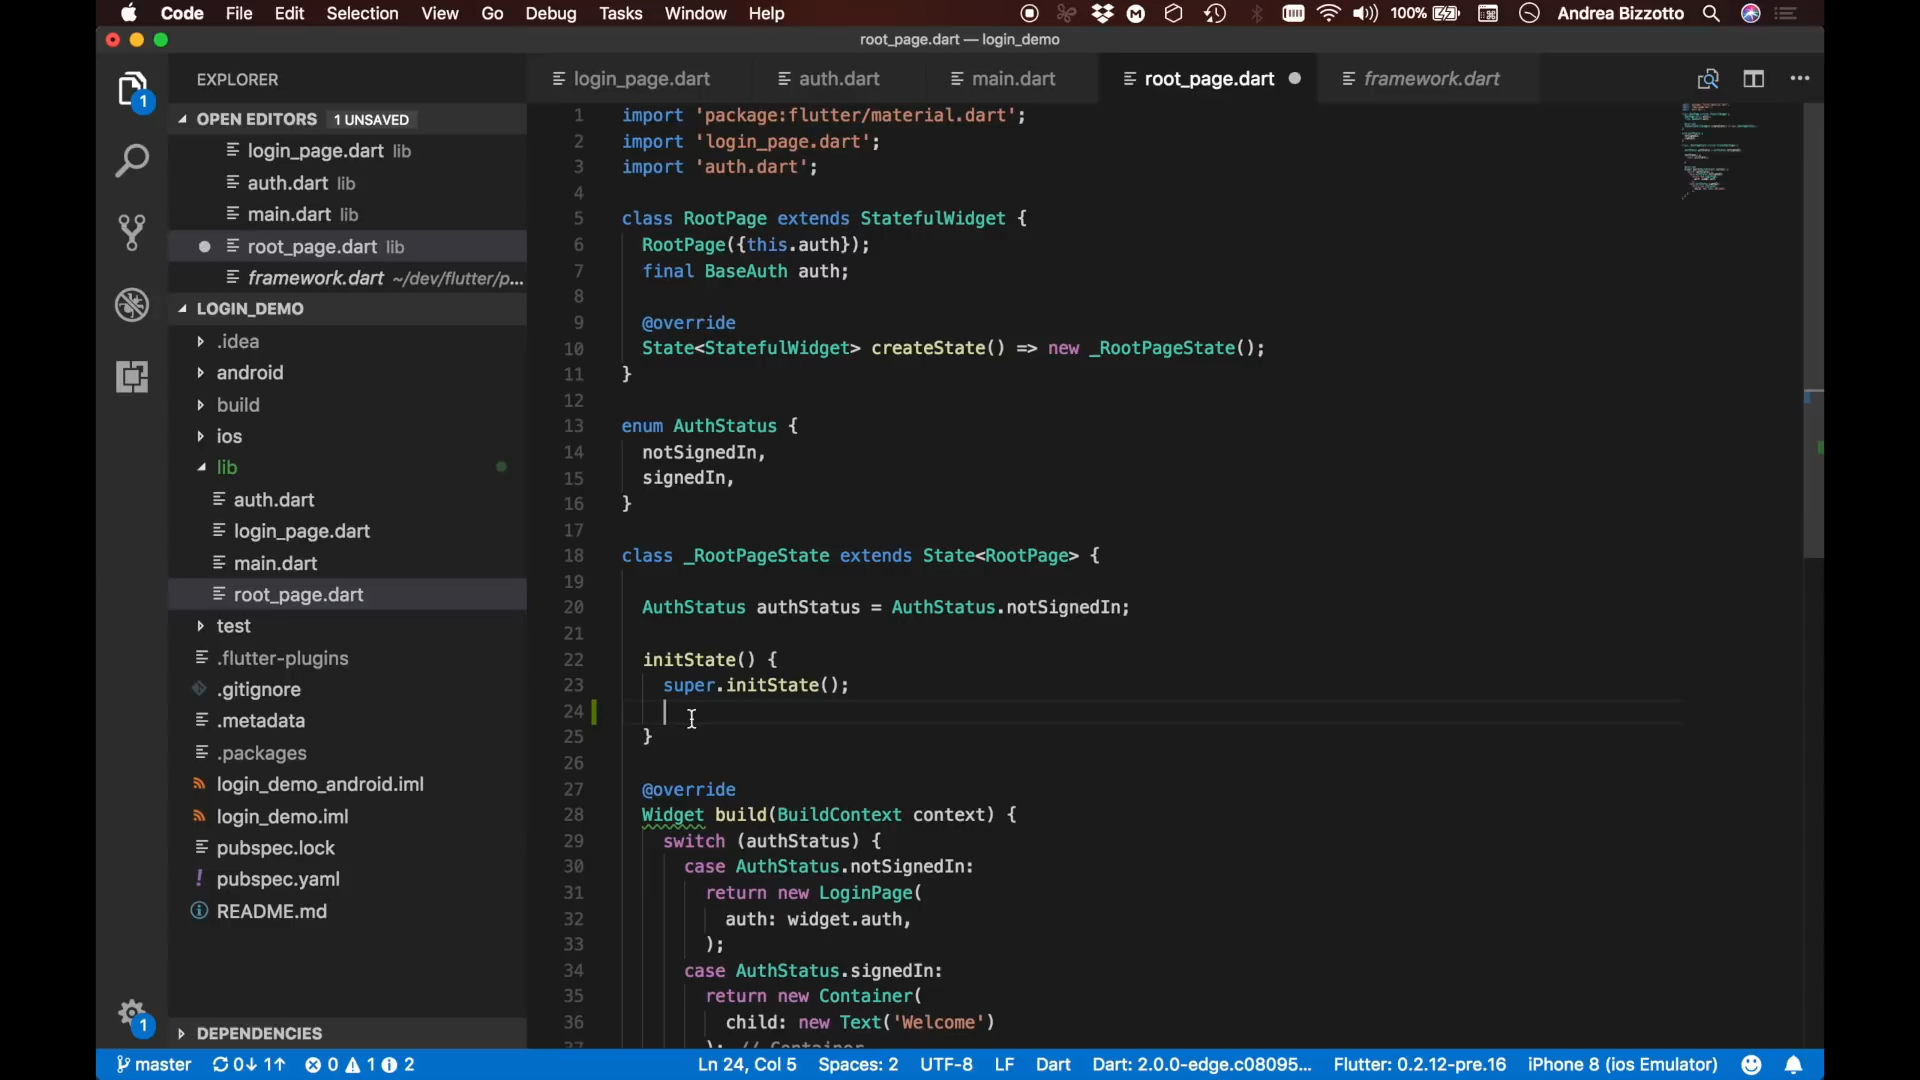 Code File Edit Selection View Go Debug Tasks Window Help 100% Andrea Bizzotto
root_page.dart — login_demo
EXPLORER
OPEN EDITORS 1 UNSAVED
login_page.dart lib
auth.dart lib
main.dart lib
root_page.dart lib
framework.dart ~/dev/flutter/p...
LOGIN_DEMO
.idea
android
build
ios
lib
auth.dart
login_page.dart
main.dart
root_page.dart
test
.flutter-plugins
.gitignore
.metadata
.packages
login_demo_android.iml
login_demo.iml
pubspec.lock
! pubspec.yaml
README.md
DEPENDENCIES
1
1
login_page.dart auth.dart main.dart root_page.dart framework.dart
1 import 'package:flutter/material.dart';
2 import 'login_page.dart';
3 import 'auth.dart';
4
5 class RootPage extends StatefulWidget {
6 RootPage({this.auth});
7 final BaseAuth auth;
8
9 @override
10 State<StatefulWidget> createState() => new _RootPageState();
11 }
12
13 enum AuthStatus {
14 notSignedIn,
15 signedIn,
16 }
17
18 class _RootPageState extends State<RootPage> {
19
20 AuthStatus authStatus = AuthStatus.notSignedIn;
21
22 initState() {
23 super.initState();
24
25 }
26
27 @override
28 Widget build(BuildContext context) {
29 switch (authStatus) {
30 case AuthStatus.notSignedIn:
31 return new LoginPage(
32 auth: widget.auth,
33 );
34 case AuthStatus.signedIn:
35 return new Container(
36 child: new Text('Welcome')
37 ); // Container
master 0↓ 1↑ 0 1 2 Ln 24, Col 5 Spaces: 2 UTF-8 LF Dart Dart: 2.0.0-edge.c08095... Flutter: 0.2.12-pre.16 iPhone 8 (ios Emulator)